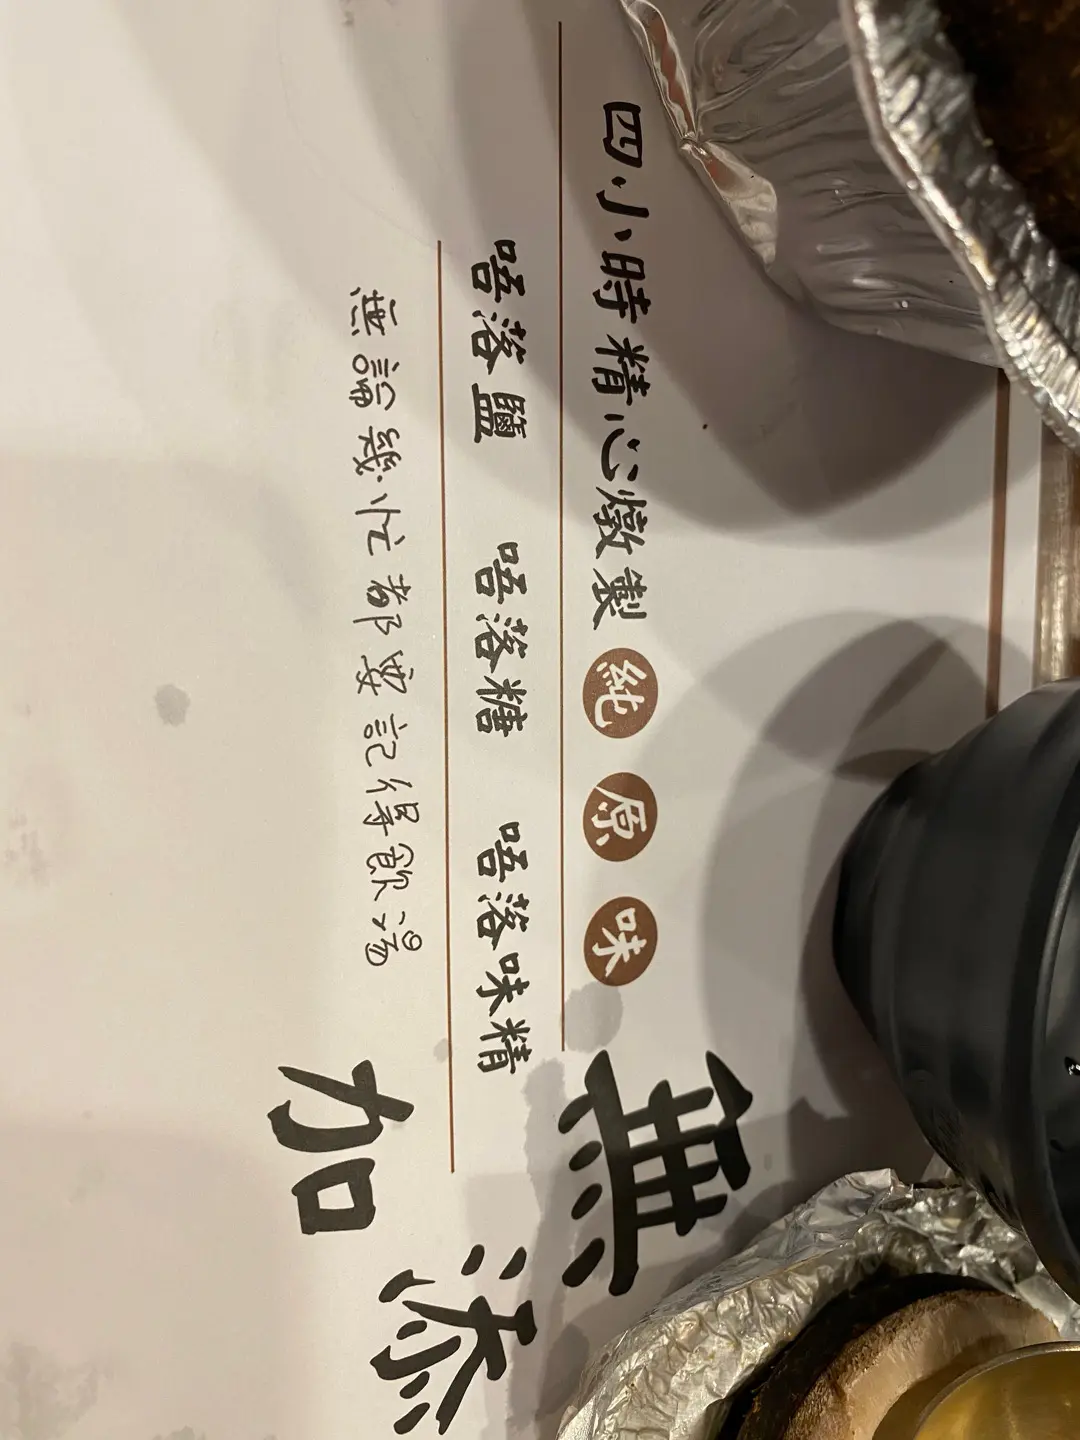 四小時精心燉製 純原味
唔落鹽 唔落糖 唔落味精
無論幾忙都要記得飲湯
無添加